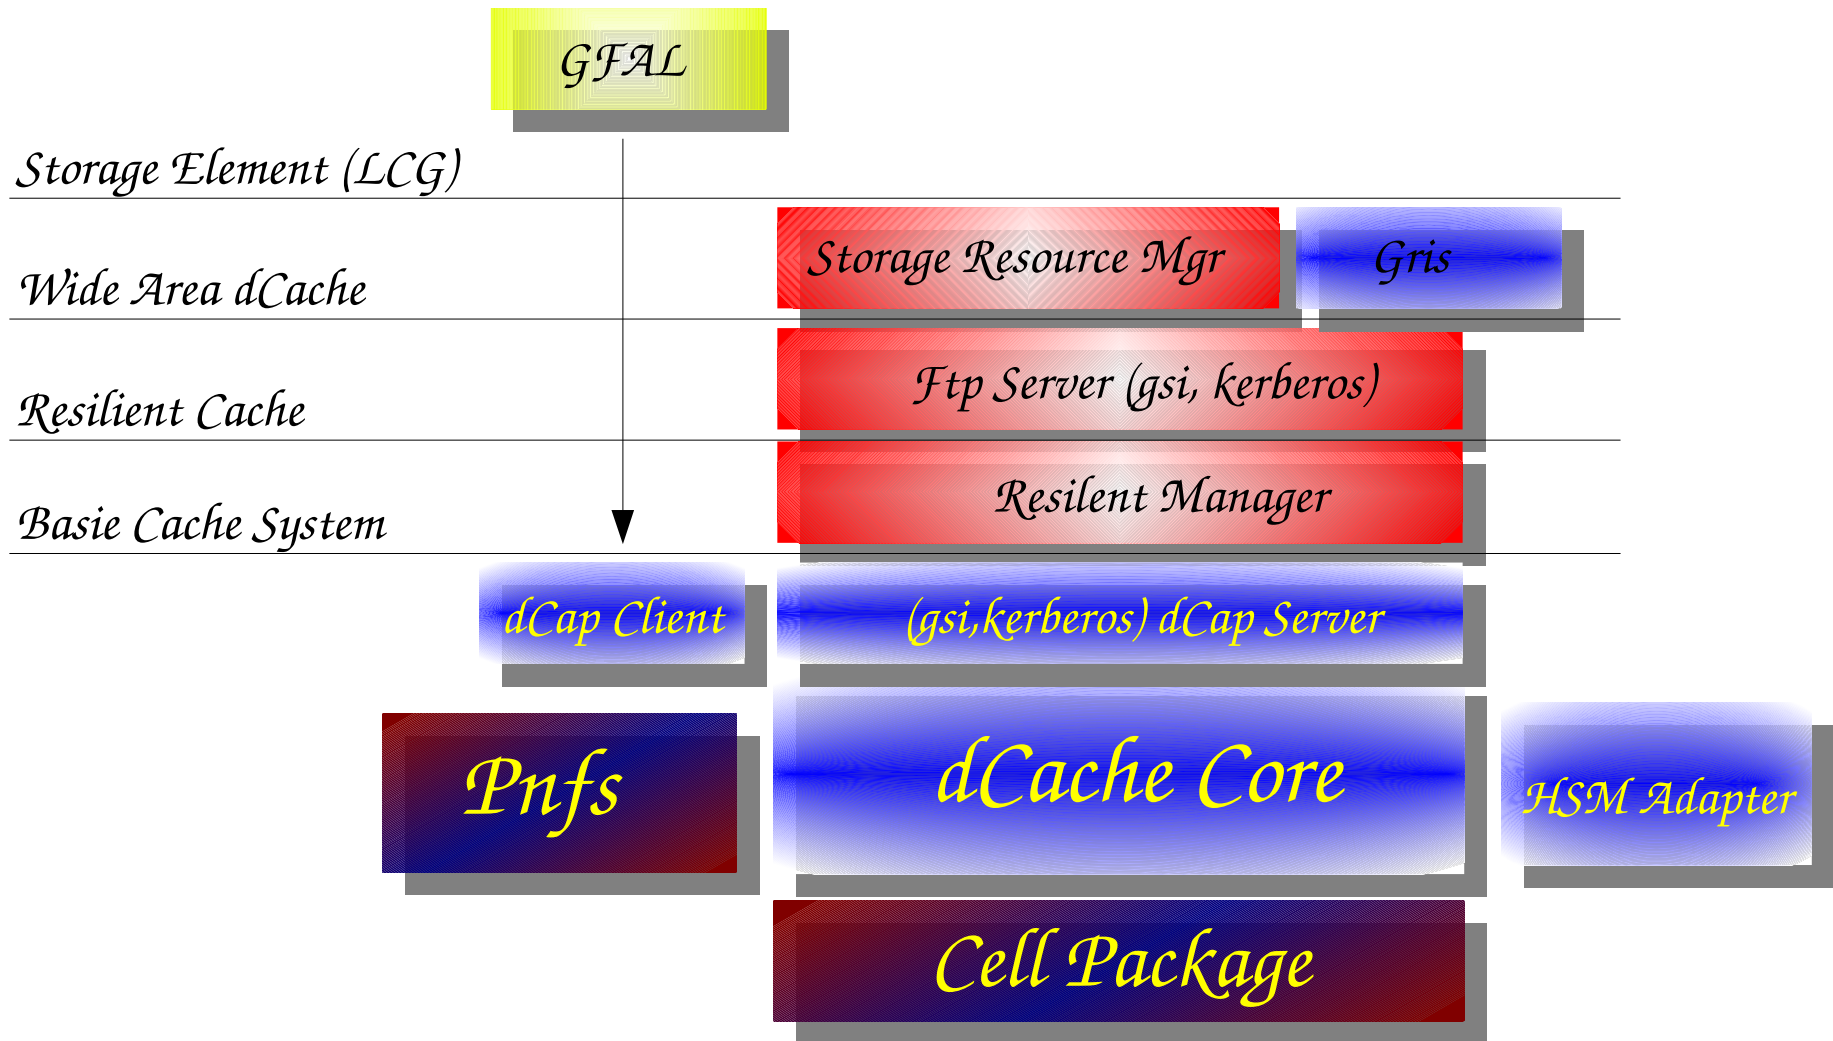 GFAL
Storage Element (LCG)
Storage Resource Mgr
Gris
Wide Area dCache
Ftp Server (gsi, kerberos)
Resilient Cache
Resilent Manager
Basie Cache System
dCap Client
(gsi,kerberos) dCap Server
Pnfs
dCache Core
HSM Adapter
Cell Package